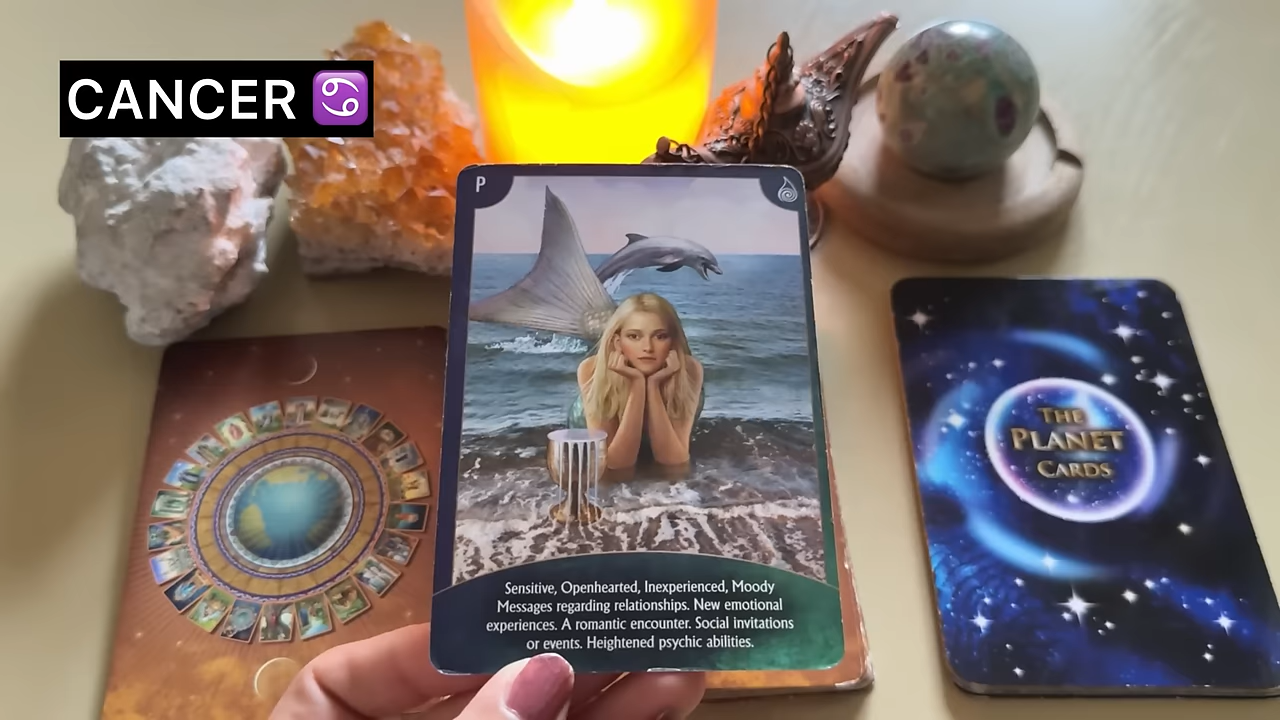 CANCER ♋
P
Sensitive, Openhearted, Inexperienced, Moody
Messages regarding relationships. New emotional
experiences. A romantic encounter. Social invitations
or events. Heightened psychic abilities.
THE
PLANET
CARDS